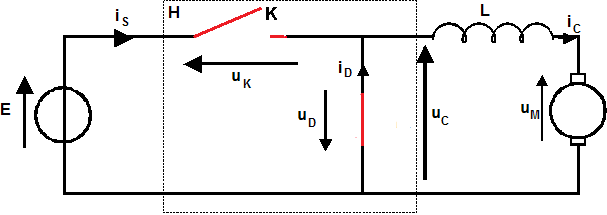 iS H K L iC
E uK iD uD uC uM